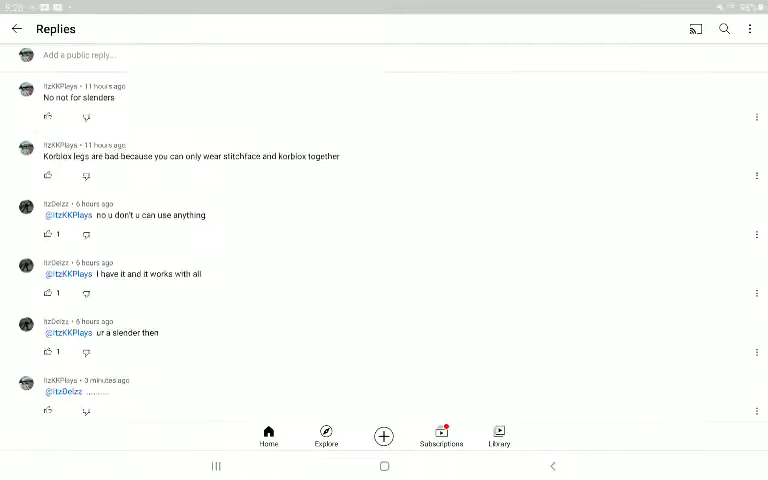 9:26
95%
Replies
Add a public reply...
ItzKKPlays • 11 hours ago
No not for slenders
ItzKKPlays • 11 hours ago
Korblox legs are bad because you can only wear stitchface and korblox together
ItzDelzz • 6 hours ago
@ItzKKPlays no u don't u can use anything
1
ItzDelzz • 6 hours ago
@ItzKKPlays I have it and it works with all
1
ItzDelzz • 6 hours ago
@ItzKKPlays ur a slender then
1
ItzKKPlays • 3 minutes ago
@ItzDelzz ..........
Home Explore Subscriptions Library